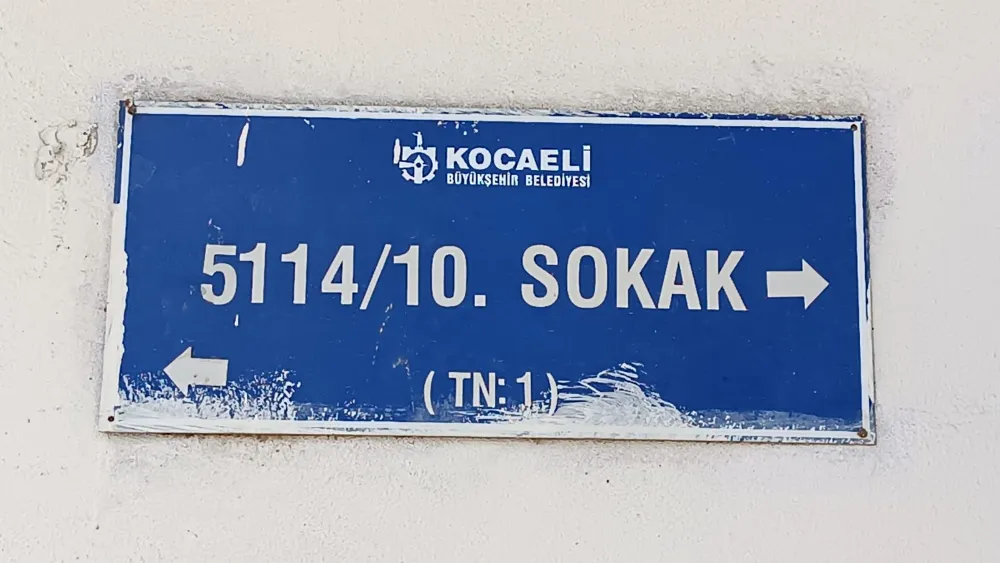 KOCAELİ
BÜYÜKŞEHİR BELEDİYESİ
5114/10. SOKAK
( TN: 1 )